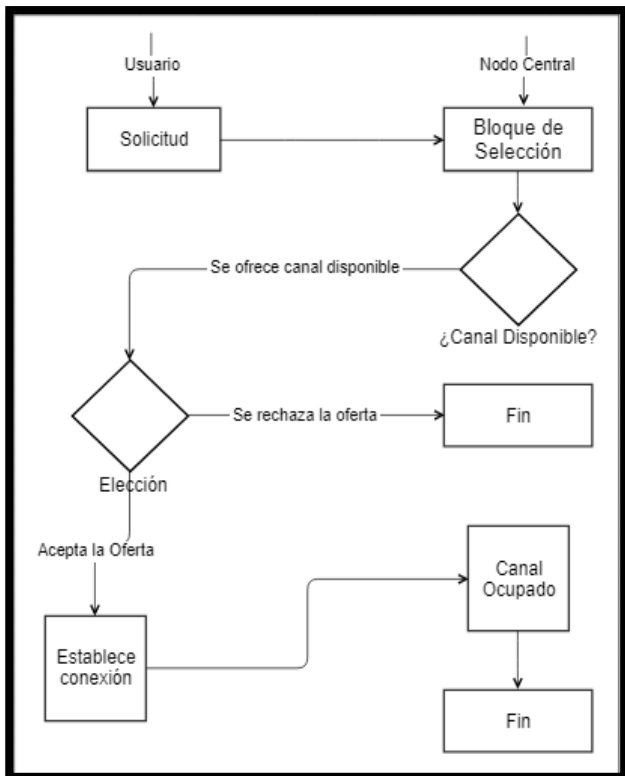 Usuario
Nodo Central
Solicitud
Bloque de
Selección
Se ofrece canal disponible
¿Canal Disponible?
Se rechaza la oferta
Fin
Elección
Acepta la Oferta
Canal
Ocupado
Establece
conexión
Fin